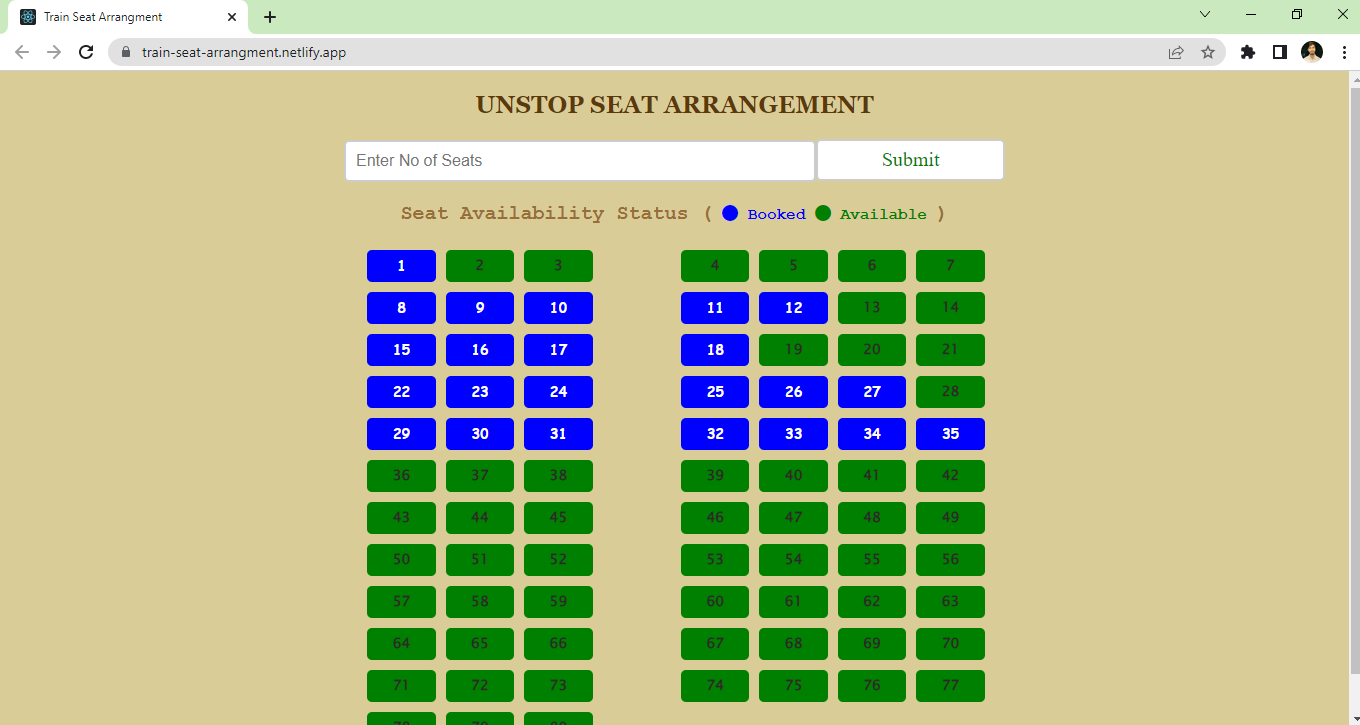 Train Seat Arrangment
train-seat-arrangment.netlify.app
UNSTOP SEAT ARRANGEMENT
Enter No of Seats Submit
Seat Availability Status ( Booked Available )
1 2 3 4 5 6 7
8 9 10 11 12 13 14
15 16 17 18 19 20 21
22 23 24 25 26 27 28
29 30 31 32 33 34 35
36 37 38 39 40 41 42
43 44 45 46 47 48 49
50 51 52 53 54 55 56
57 58 59 60 61 62 63
64 65 66 67 68 69 70
71 72 73 74 75 76 77